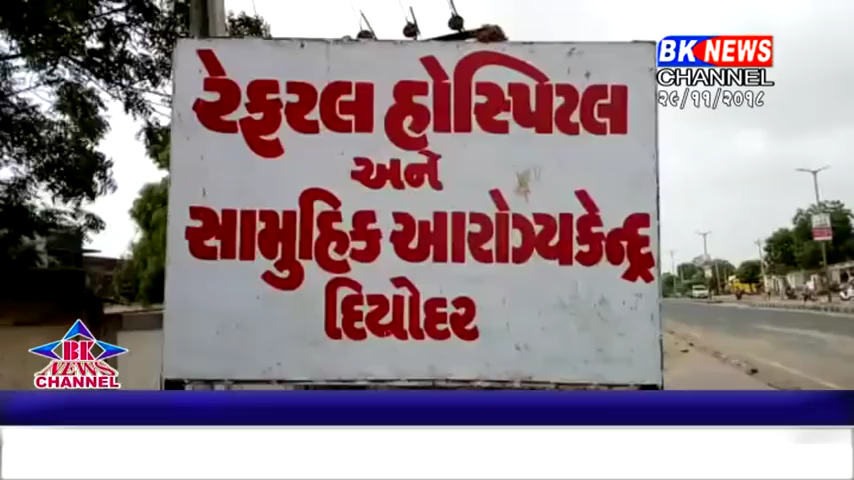 રેફરલ હોસ્પિટલ
અને
સામુહિક આરોગ્યકેન્દ્ર
દિયોદર
BK NEWS
CHANNEL
૨૯/૧૧/૨૦૧૮
BK
NEWS
CHANNEL